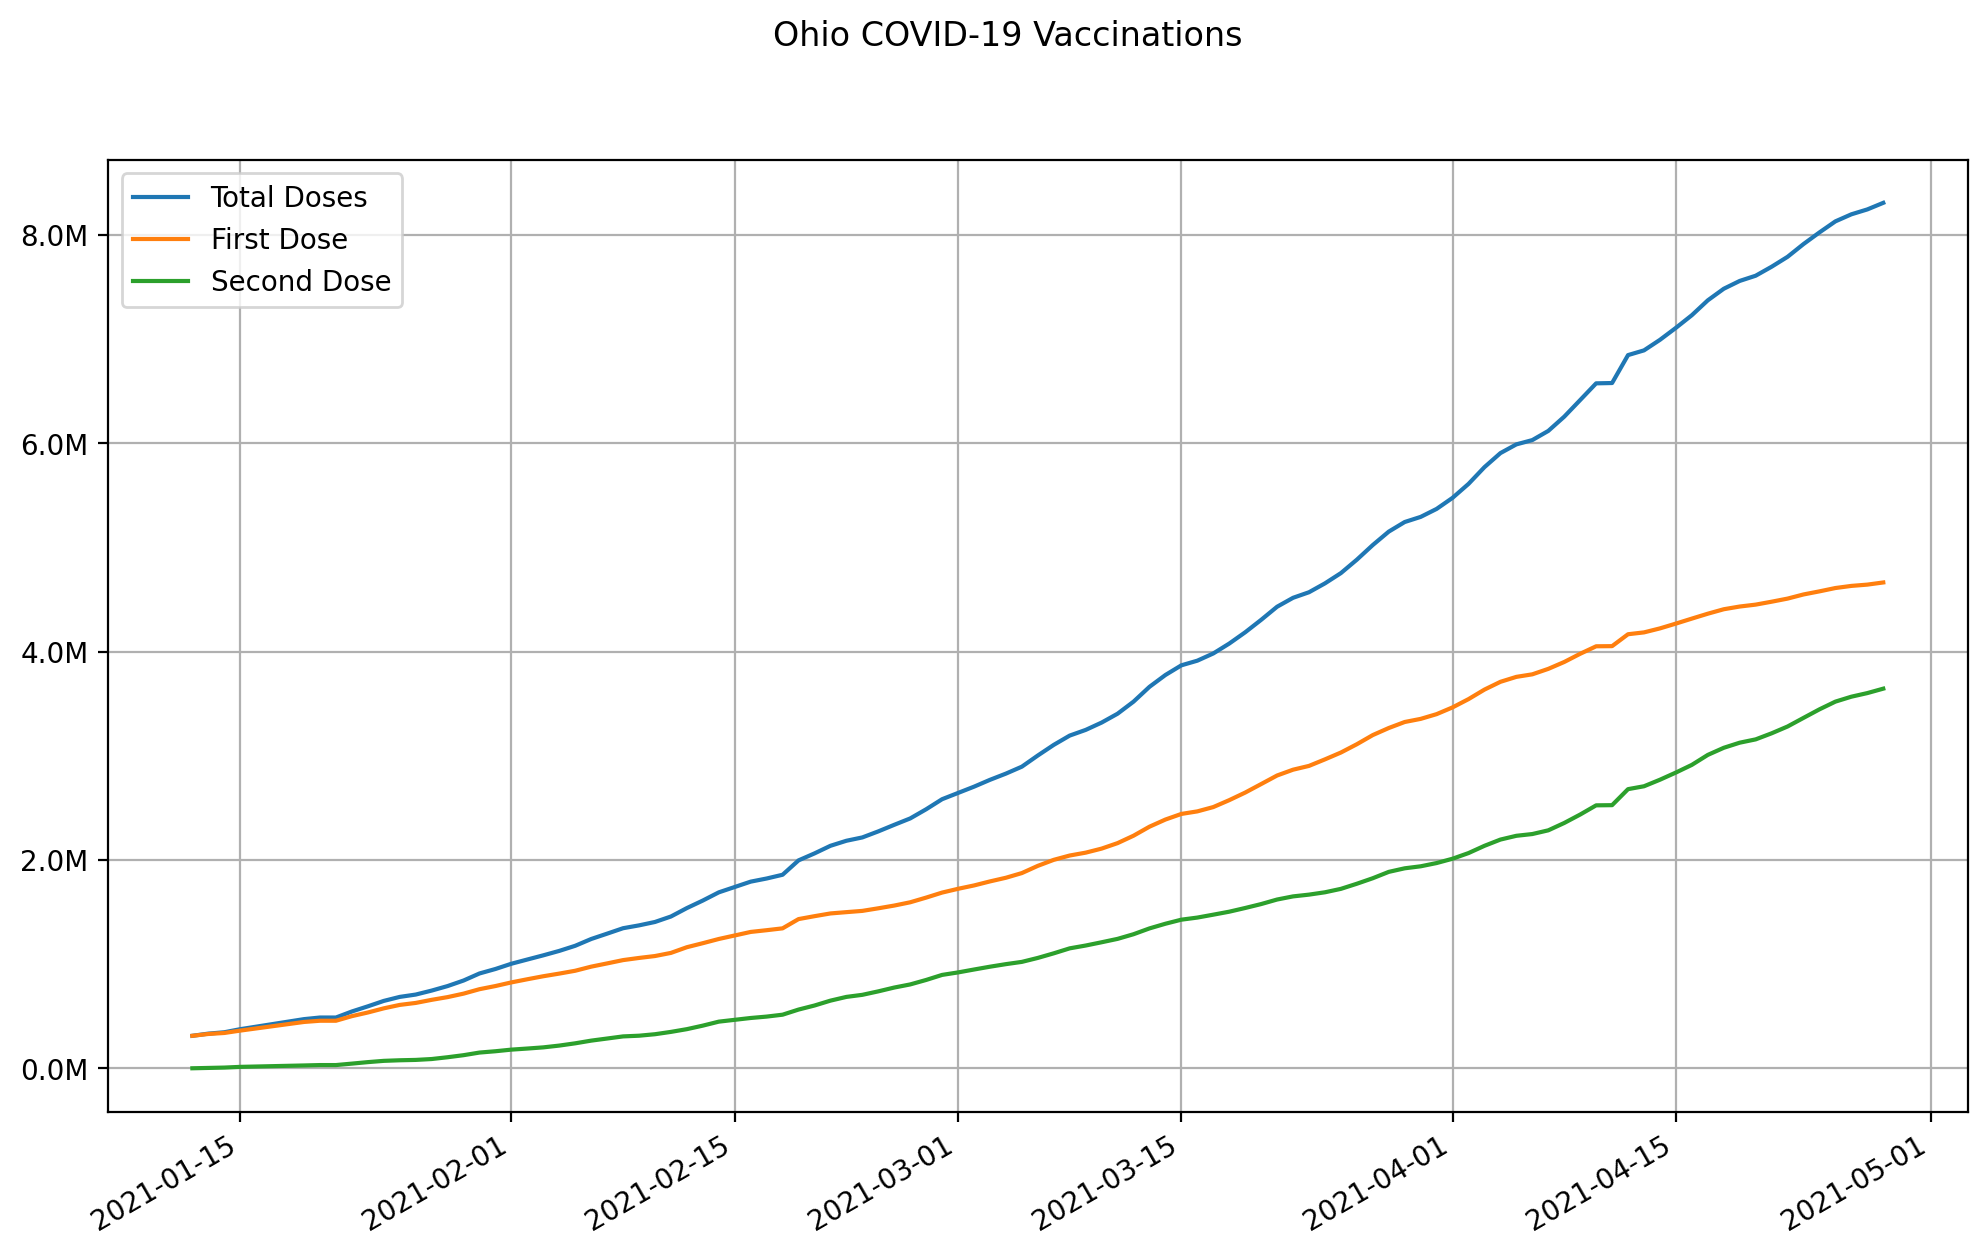 Ohio COVID-19 Vaccinations
Total Doses
First Dose
Second Dose
8.0M
6.0M
4.0M
2.0M
0.0M
2021-01-15
2021-02-01
2021-02-15
2021-03-01
2021-03-15
2021-04-01
2021-04-15
2021-05-01